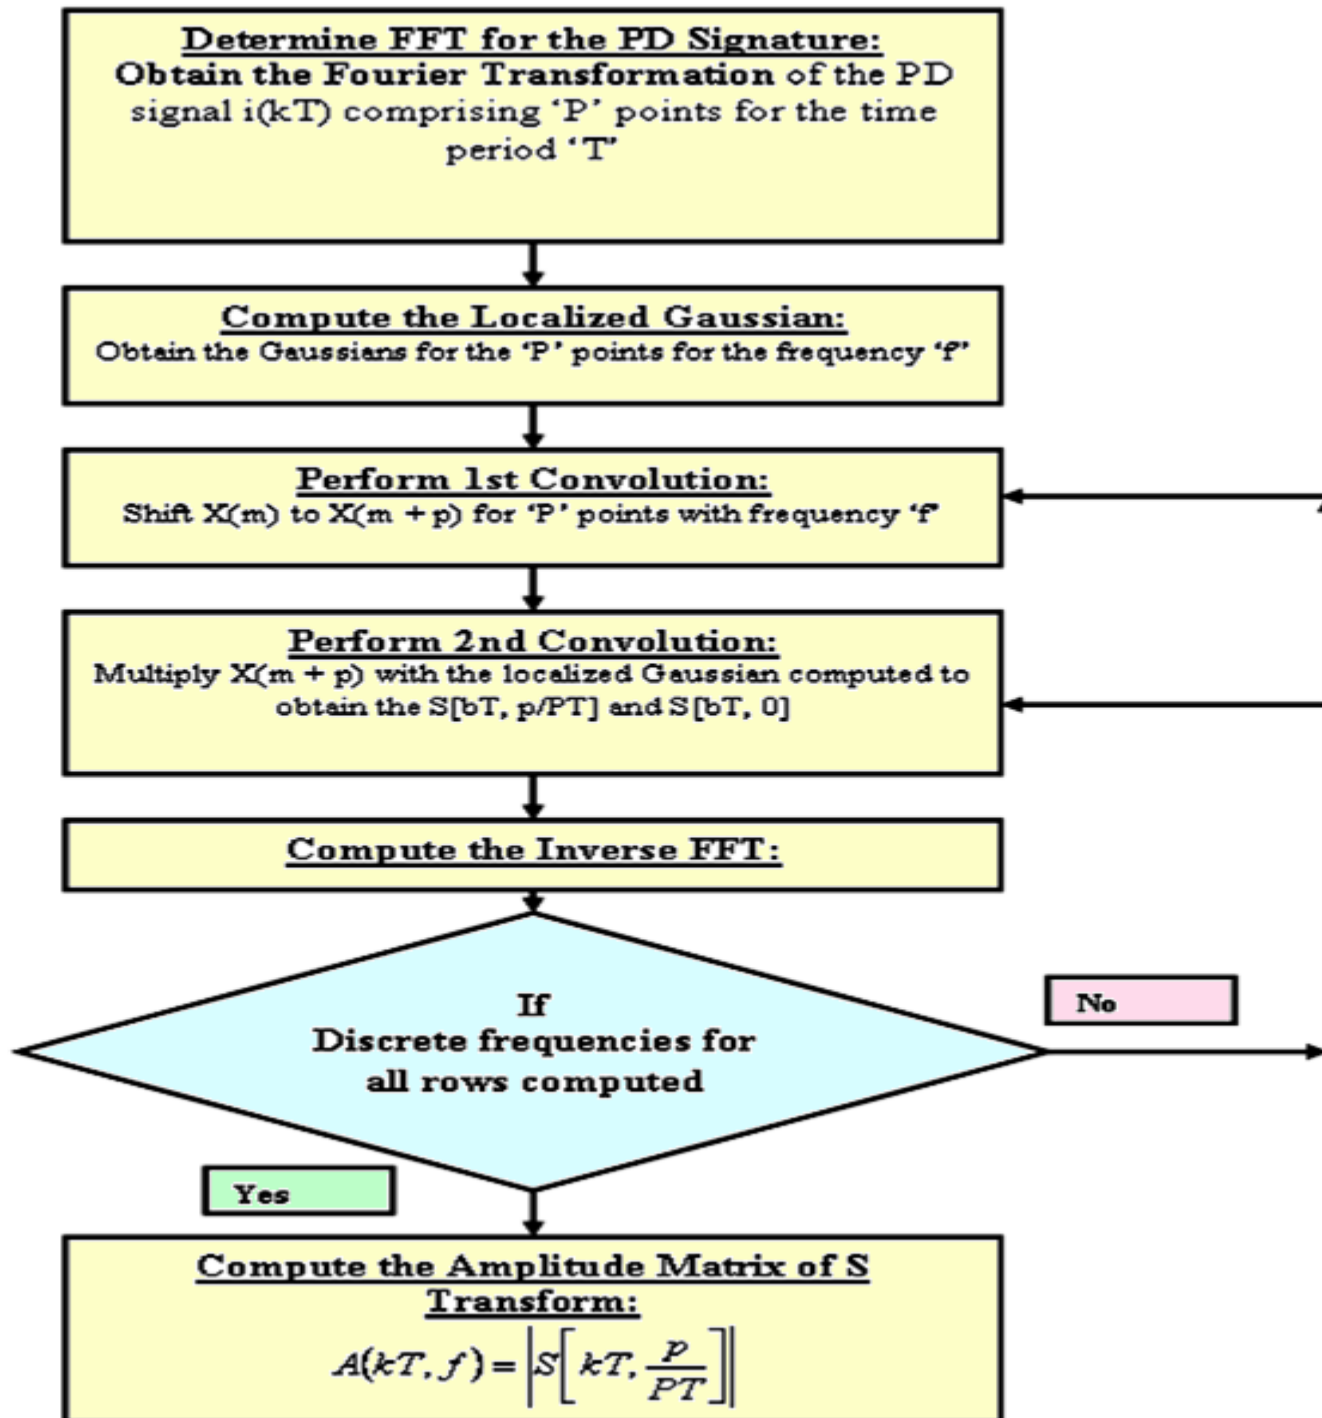 Determine FFT for the PD Signature:
Obtain the Fourier Transformation of the PD
signal i(kT) comprising ‘P’ points for the time
period ‘T’
Compute the Localized Gaussian:
Obtain the Gaussians for the ‘P’ points for the frequency ‘f’
Perform 1st Convolution:
Shift X(m) to X(m + p) for ‘P’ points with frequency ‘f’
Perform 2nd Convolution:
Multiply X(m + p) with the localized Gaussian computed to
obtain the S[bT, p/PT] and S[bT, 0]
Compute the Inverse FFT:
If
Discrete frequencies for
all rows computed
No
Yes
Compute the Amplitude Matrix of S
Transform:
A(kT, f) = |S[kT, p/PT]|